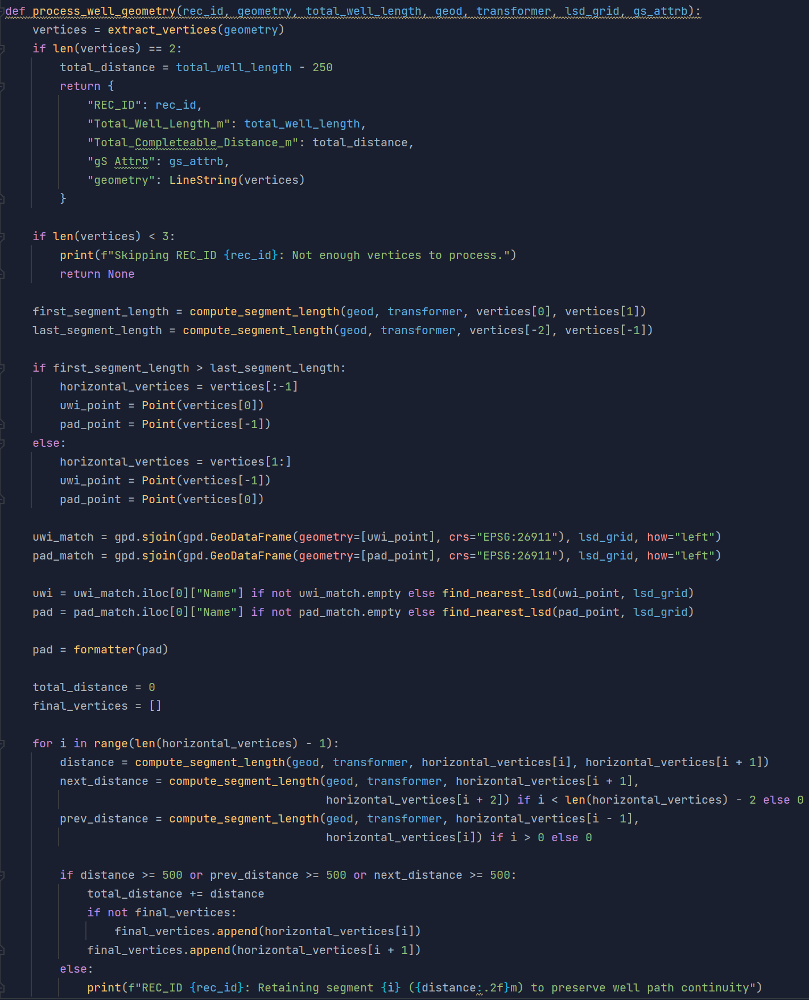 def process_well_geometry(rec_id, geometry, total_well_length, geod, transformer, lsd_grid, gs_attrb):
    vertices = extract_vertices(geometry)
    if len(vertices) == 2:
        total_distance = total_well_length - 250
        return {
            "REC_ID": rec_id,
            "Total_Well_Length_m": total_well_length,
            "Total_Completeable_Distance_m": total_distance,
            "gS Attrb": gs_attrb,
            "geometry": LineString(vertices)
        }

    if len(vertices) < 3:
        print(f"Skipping REC_ID {rec_id}: Not enough vertices to process.")
        return None

    first_segment_length = compute_segment_length(geod, transformer, vertices[0], vertices[1])
    last_segment_length = compute_segment_length(geod, transformer, vertices[-2], vertices[-1])

    if first_segment_length > last_segment_length:
        horizontal_vertices = vertices[:-1]
        uwi_point = Point(vertices[0])
        pad_point = Point(vertices[-1])
    else:
        horizontal_vertices = vertices[1:]
        uwi_point = Point(vertices[-1])
        pad_point = Point(vertices[0])

    uwi_match = gpd.sjoin(gpd.GeoDataFrame(geometry=[uwi_point], crs="EPSG:26911"), lsd_grid, how="left")
    pad_match = gpd.sjoin(gpd.GeoDataFrame(geometry=[pad_point], crs="EPSG:26911"), lsd_grid, how="left")

    uwi = uwi_match.iloc[0]["Name"] if not uwi_match.empty else find_nearest_lsd(uwi_point, lsd_grid)
    pad = pad_match.iloc[0]["Name"] if not pad_match.empty else find_nearest_lsd(pad_point, lsd_grid)

    pad = formatter(pad)

    total_distance = 0
    final_vertices = []

    for i in range(len(horizontal_vertices) - 1):
        distance = compute_segment_length(geod, transformer, horizontal_vertices[i], horizontal_vertices[i + 1])
        next_distance = compute_segment_length(geod, transformer, horizontal_vertices[i + 1],
                                               horizontal_vertices[i + 2]) if i < len(horizontal_vertices) - 2 else 0
        prev_distance = compute_segment_length(geod, transformer, horizontal_vertices[i - 1],
                                               horizontal_vertices[i]) if i > 0 else 0

        if distance >= 500 or prev_distance >= 500 or next_distance >= 500:
            total_distance += distance
            if not final_vertices:
                final_vertices.append(horizontal_vertices[i])
            final_vertices.append(horizontal_vertices[i + 1])
        else:
            print(f"REC_ID {rec_id}: Retaining segment {i} ({distance:.2f}m) to preserve well path continuity")